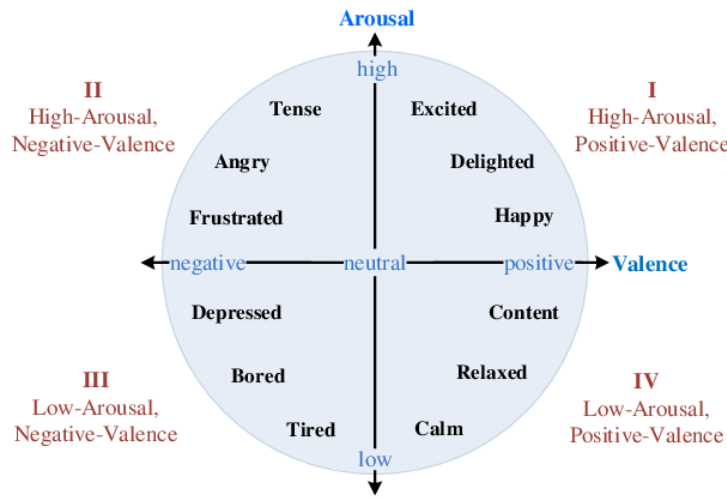 Arousal
high
II
High-Arousal,
Negative-Valence
I
High-Arousal,
Positive-Valence
Tense
Excited
Angry
Delighted
Frustrated
Happy
negative
neutral
positive
Valence
Depressed
Content
Bored
Relaxed
III
Low-Arousal,
Negative-Valence
IV
Low-Arousal,
Positive-Valence
Tired
Calm
low